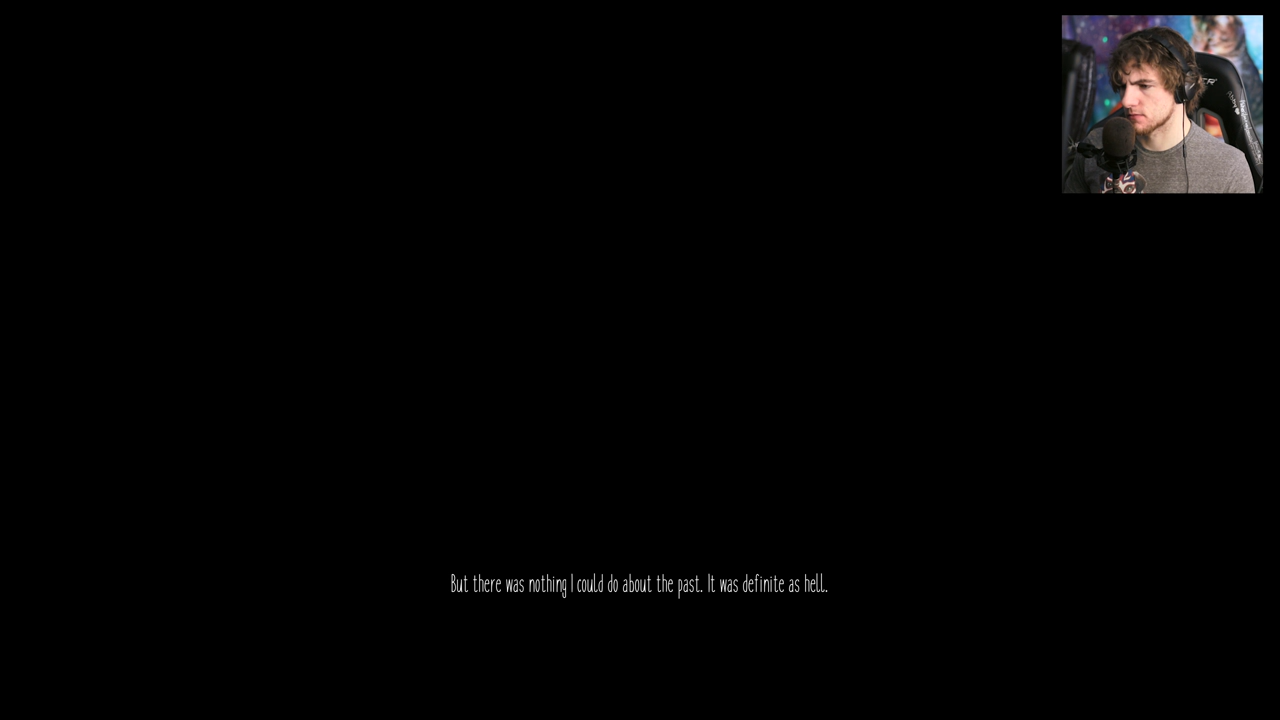 But there was nothing I could do about the past. It was definite as hell.